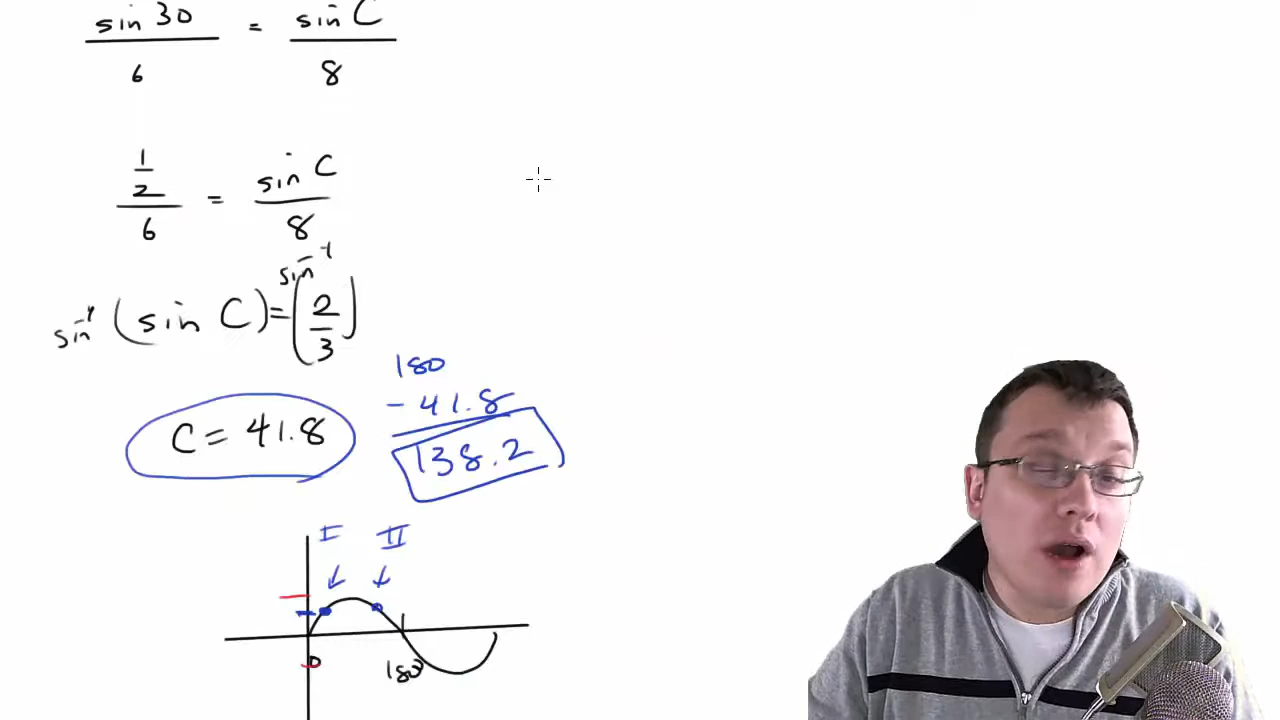 sin 30 = sin C
6 8
1
2 = sin C
6 8
sin⁻¹ (sin C) = sin⁻¹ (2/3)
180
- 41.8
138.2
C = 41.8
I II
0 180